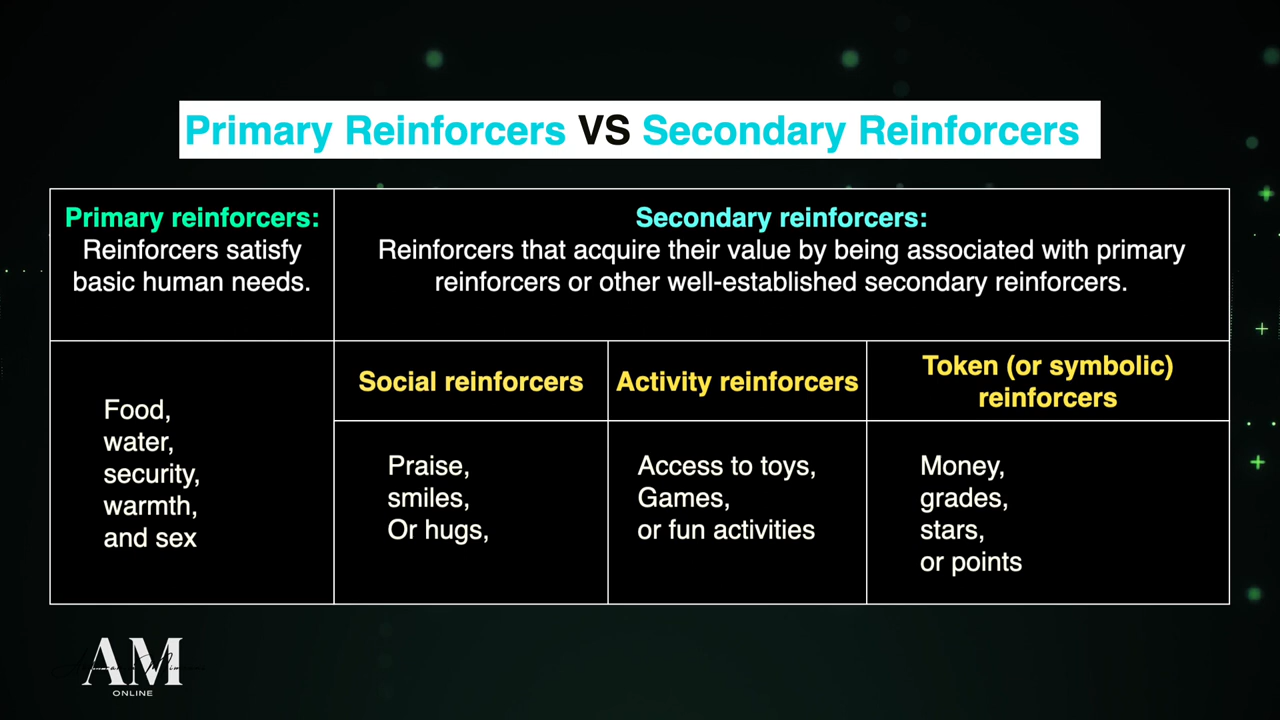 Primary Reinforcers VS Secondary Reinforcers
Primary reinforcers:
Reinforcers satisfy
basic human needs.
Secondary reinforcers:
Reinforcers that acquire their value by being associated with primary
reinforcers or other well-established secondary reinforcers.
Food,
water,
security,
warmth,
and sex
Social reinforcers
Praise,
smiles,
Or hugs,
Activity reinforcers
Access to toys,
Games,
or fun activities
Token (or symbolic)
reinforcers
Money,
grades,
stars,
or points
AM
ONLINE